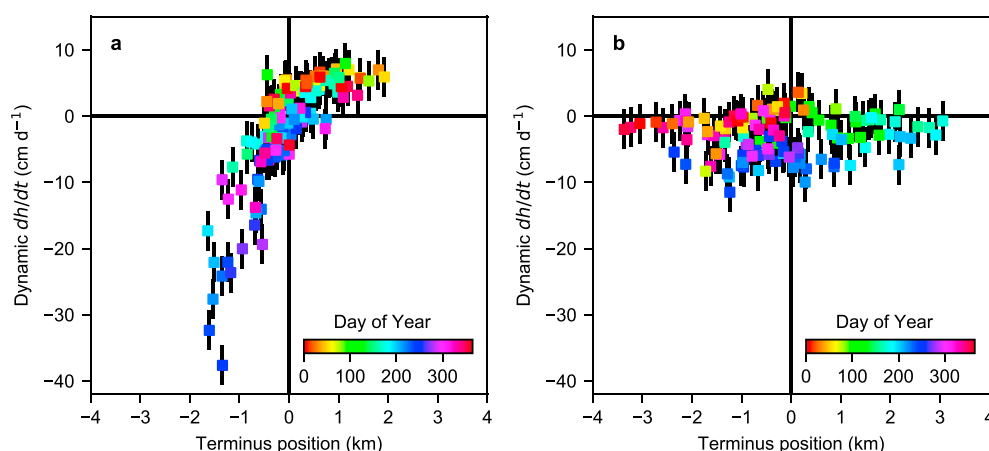 a
Dynamic dh/dt (cm d⁻¹)
10
0
−10
−20
−30
−40
Day of Year
0 100 200 300
−4 −3 −2 −1 0 1 2 3 4
Terminus position (km)
b
Dynamic dh/dt (cm d⁻¹)
10
0
−10
−20
−30
−40
Day of Year
0 100 200 300
−4 −3 −2 −1 0 1 2 3 4
Terminus position (km)